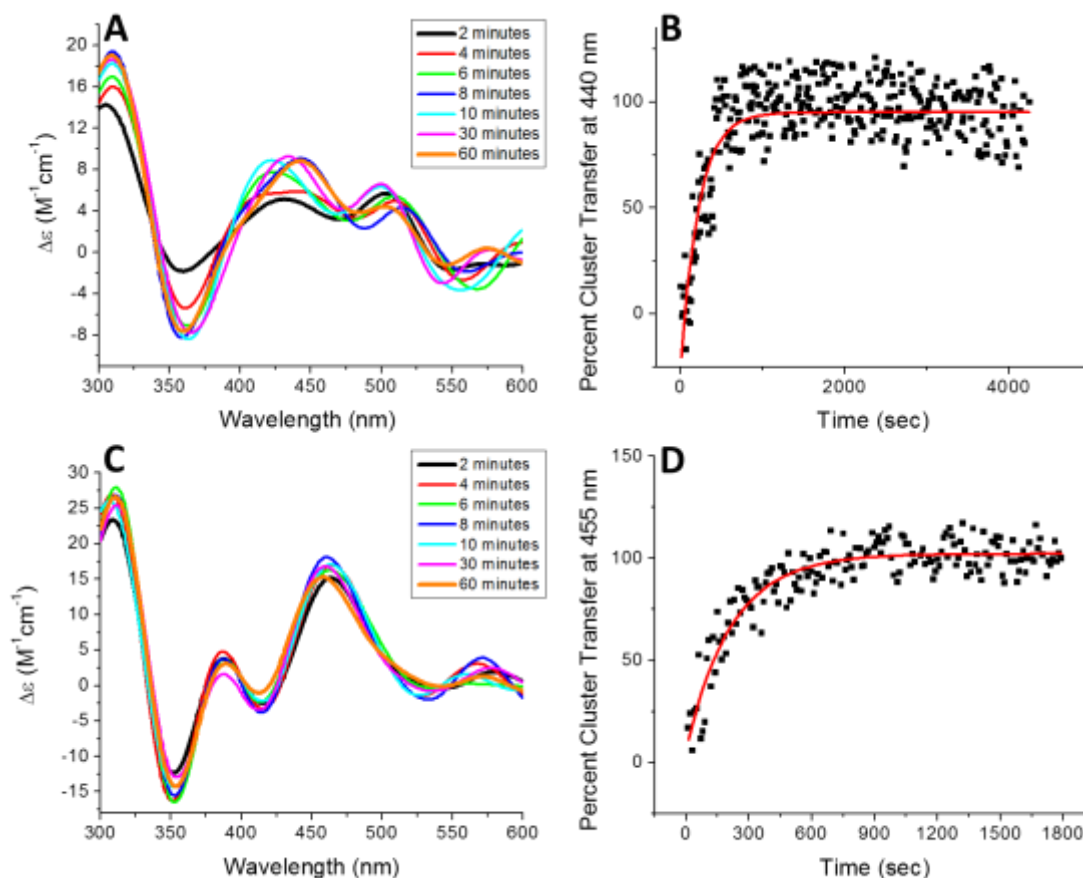 A
20
16
12
8
4
0
-4
-8
Δε (M⁻¹cm⁻¹)
300 350 400 450 500 550 600
Wavelength (nm)
2 minutes
4 minutes
6 minutes
8 minutes
10 minutes
30 minutes
60 minutes
B
100
50
0
Percent Cluster Transfer at 440 nm
0 2000 4000
Time (sec)
C
30
25
20
15
10
5
0
-5
-10
-15
Δε (M⁻¹cm⁻¹)
300 350 400 450 500 550 600
Wavelength (nm)
2 minutes
4 minutes
6 minutes
8 minutes
10 minutes
30 minutes
60 minutes
D
150
100
50
0
Percent Cluster Transfer at 455 nm
0 300 600 900 1200 1500 1800
Time (sec)